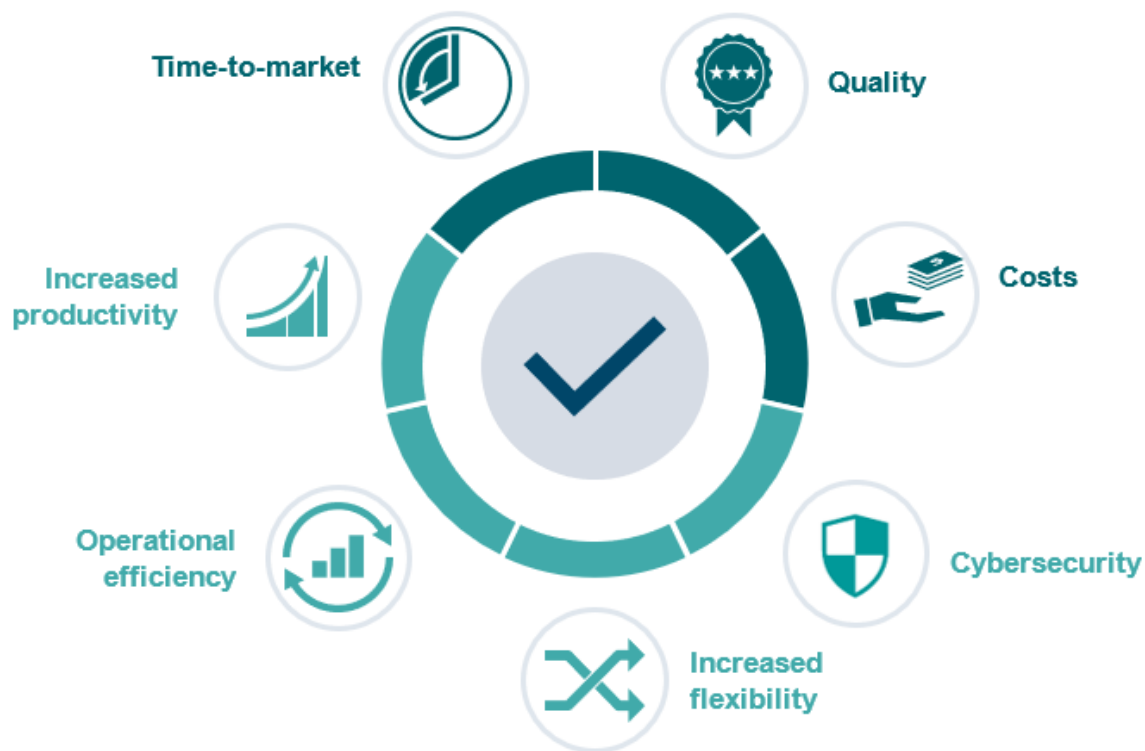 Time-to-market
Quality
Increased
productivity
Costs
$
Operational
efficiency
Cybersecurity
Increased
flexibility